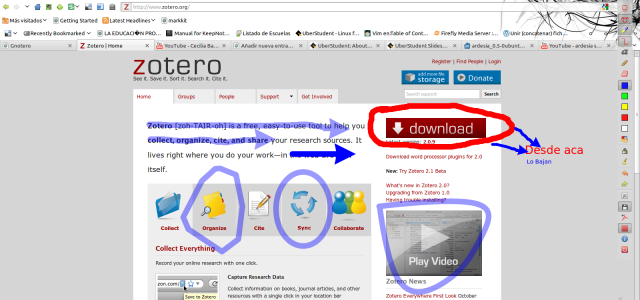 http://www.zotero.org/
Más visitados
Getting Started
Latest Headlines
markkit
Recently Bookmarked
LA EDUCACIÓN PRO...
Manual for KeepNot...
Listado de Escuelas
UberStudent - Linux f...
Vim en
Table of Cont...
Firefly Media Server :...
Unir (concatenar) fich...
Gnotero
Zotero | Home
YouTube - Cecilia Ba...
Añadir nueva entra...
UberStudent: About...
UberStudent Slides...
ardesia_0.5-0ubunt...
YouTube - ardesia s...
zotero
See it. Save it. Sort it. Search it. Cite it.
Register | Find People | Login
add more file
storage
Donate
Home
Groups
People
Support
Get Involved
Search support
Search
Zotero [zoh-TAIR-oh] is a free, easy-to-use tool to help you
collect, organize, cite, and share your research sources. It
lives right where you do your work—in
itself.
download
Desde aca
Lo Bajan
2.0.9
Download word processor plugins for 2.0
New: Try Zotero 2.1 Beta
What's new in Zotero 2.0?
Upgrading from Zotero 1.0
Having trouble installing?
Collect
Organize
Cite
Sync
Collaborate
Play Video
Collect Everything
Record your online research with one click.
Zotero News
Capture Research Data
Collect information on books, journal articles, and other
resources with a single click in your location bar
zon.com/
Save to Zotero
Zotero Everywhere First Look October